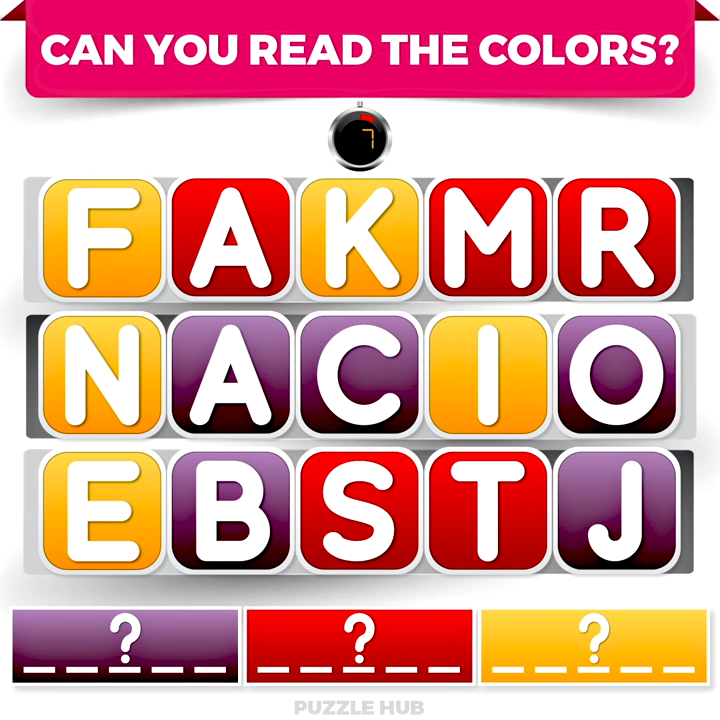 CAN YOU READ THE COLORS?
7
F A K M R
N A C I O
E B S T J
? ? ?
_ _ _ _ _ _ _ _ _ _ _ _ _ _ _
PUZZLE HUB